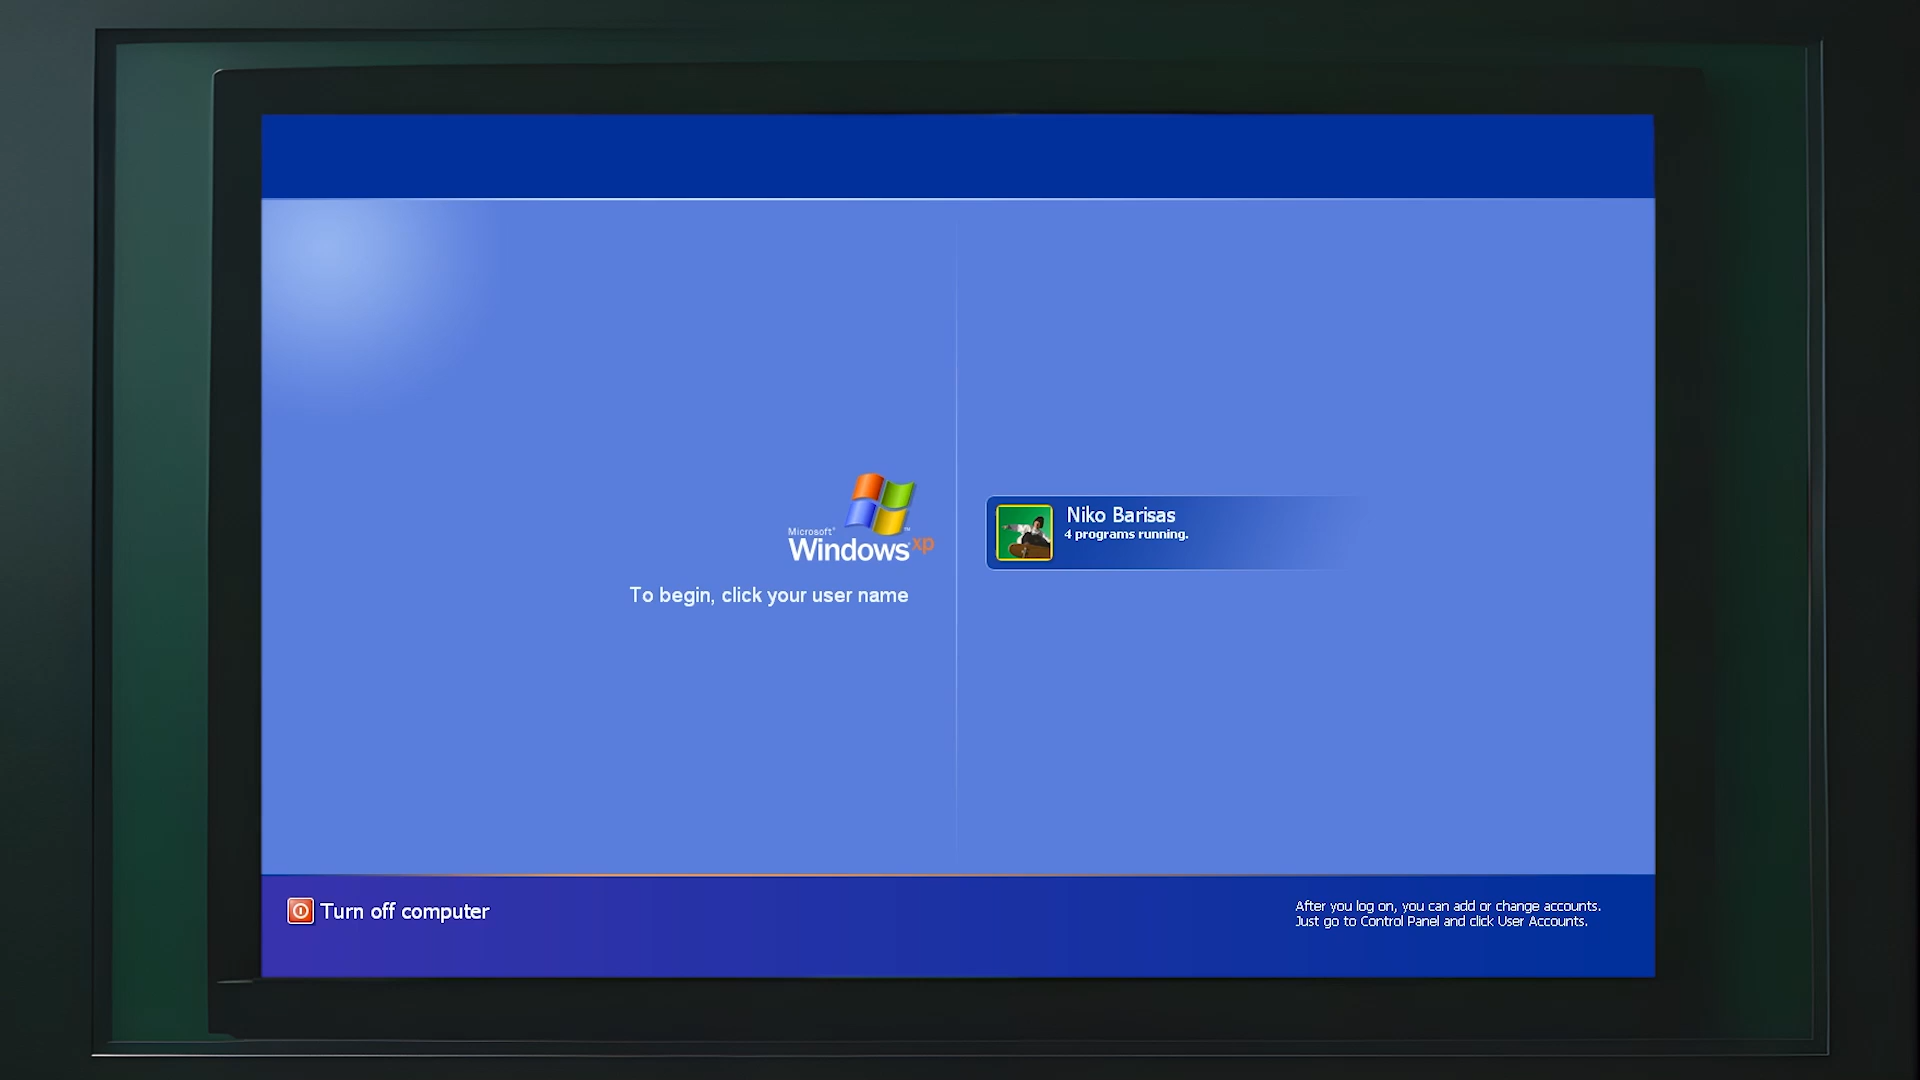 Microsoft®
Windows xp™
To begin, click your user name
Niko Barisas
4 programs running.
Turn off computer
After you log on, you can add or change accounts.
Just go to Control Panel and click User Accounts.